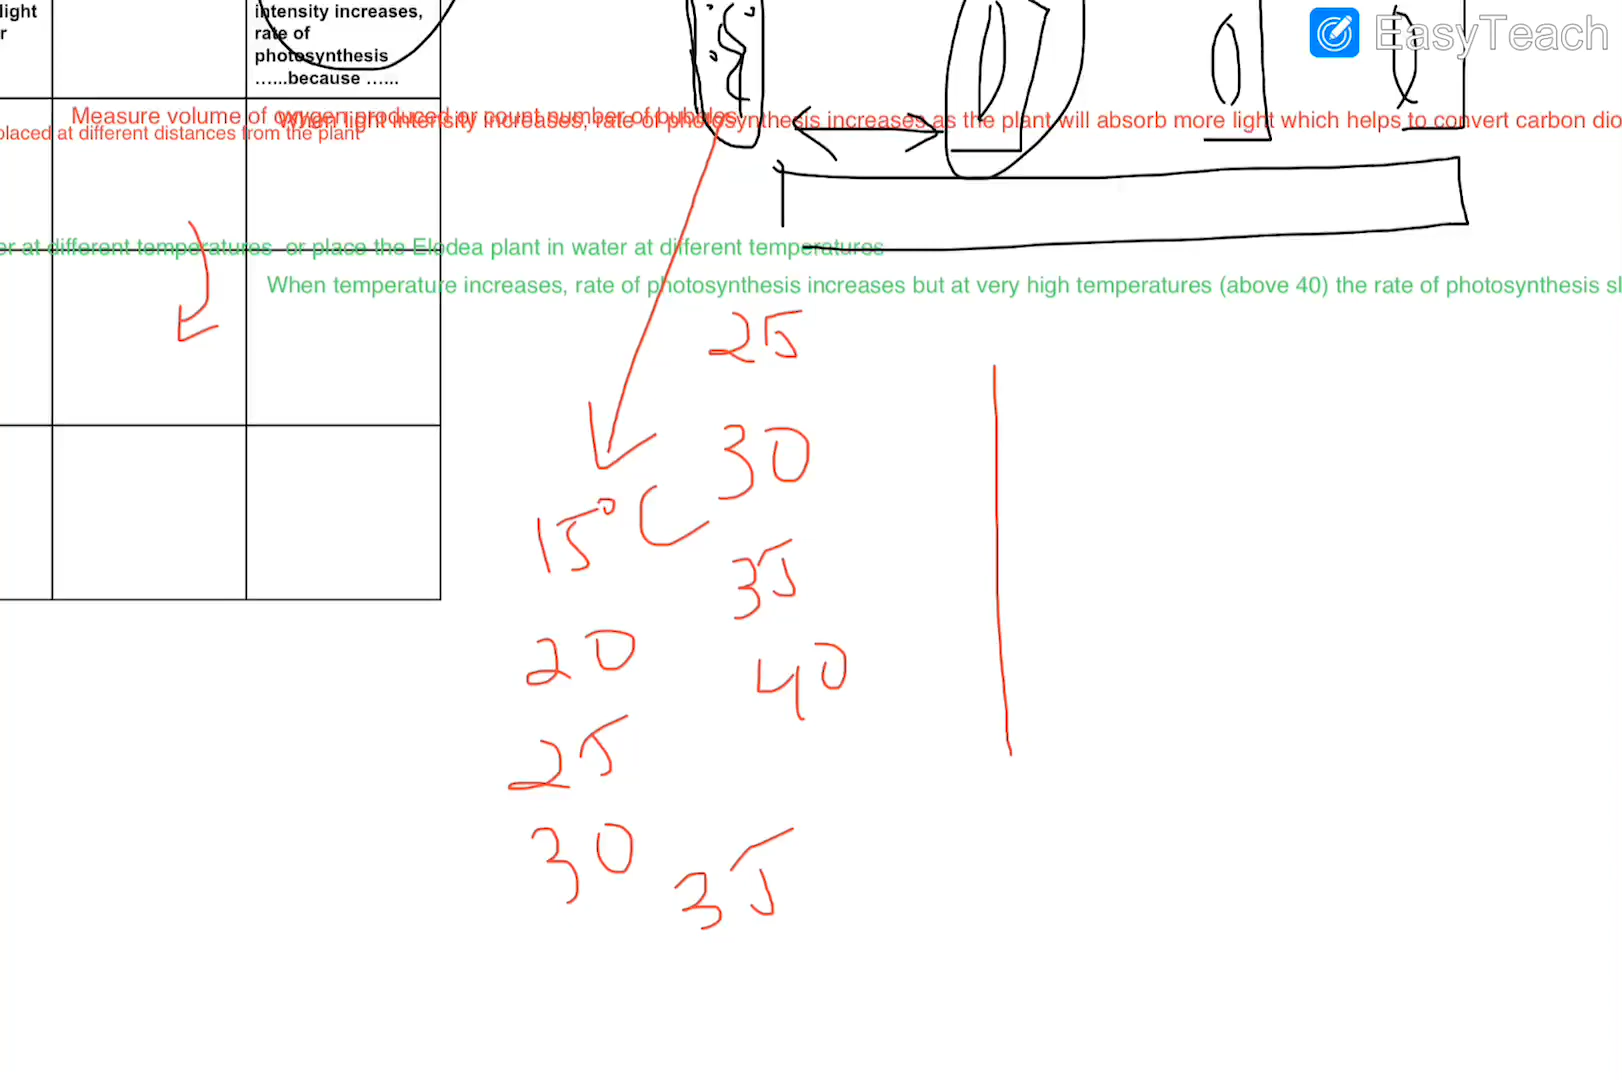 light
r
intensity increases,
rate of
photosynthesis
......because ......
EasyTeach
Measure volume of oxygen produced or count number of bubbles
When light intensity increases, rate of photosynthesis increases as the plant will absorb more light which helps to convert carbon dio
placed at different distances from the plant
er at different temperatures or place the Elodea plant in water at different temperatures
When temperature increases, rate of photosynthesis increases but at very high temperatures (above 40) the rate of photosynthesis sl
25
30
15°C
35
20
40
25
30
35